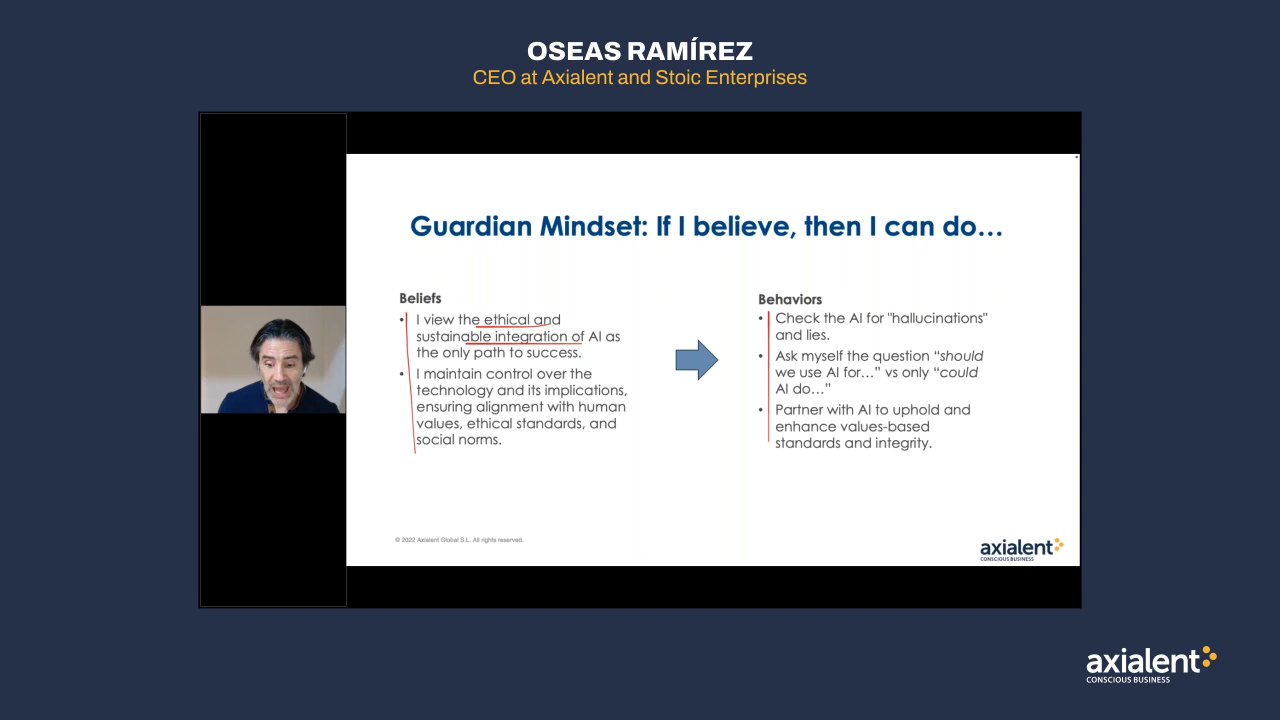 OSEAS RAMÍREZ
CEO at Axialent and Stoic Enterprises
Guardian Mindset: If I believe, then I can do…
Beliefs
• I view the ethical and
sustainable integration of AI as
the only path to success.
• I maintain control over the
technology and its implications,
ensuring alignment with human
values, ethical standards, and
social norms.
Behaviors
• Check the AI for "hallucinations"
and lies.
• Ask myself the question “should
we use AI for…” vs only “could
AI do…”
• Partner with AI to uphold and
enhance values-based
standards and integrity.
© 2022 Axialent Global S.L. All rights reserved.
axialent
CONSCIOUS BUSINESS
axialent
CONSCIOUS BUSINESS